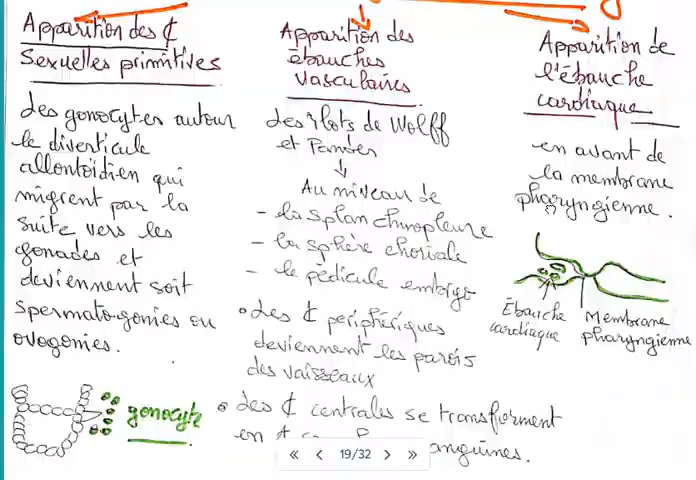 Apparition des ¢
Sexuelles primitives
des gonocytes autour
le diverticule
allontoïdien qui
migrent par la
suite vers les
gonades et
deviennent soit
spermatogonies ou
ovogonies.
gonocyte
Apparition des
ébauches
vasculaires
des îlots de Wolff
et Pander
Au niveau de
- la splanchnopleure
- la sphère choriale
- le pédicule embryo
• des ¢ periphériques
deviennent les parois
des vaisseaux
• des ¢ centrales se transforment
en ¢ anguines.
Apparition de
l'ébauche
cardiaque
en avant de
la membrane
pharyngienne.
Ébauche
cardiaque
Membrane
pharyngienne
« < 19/32 > »